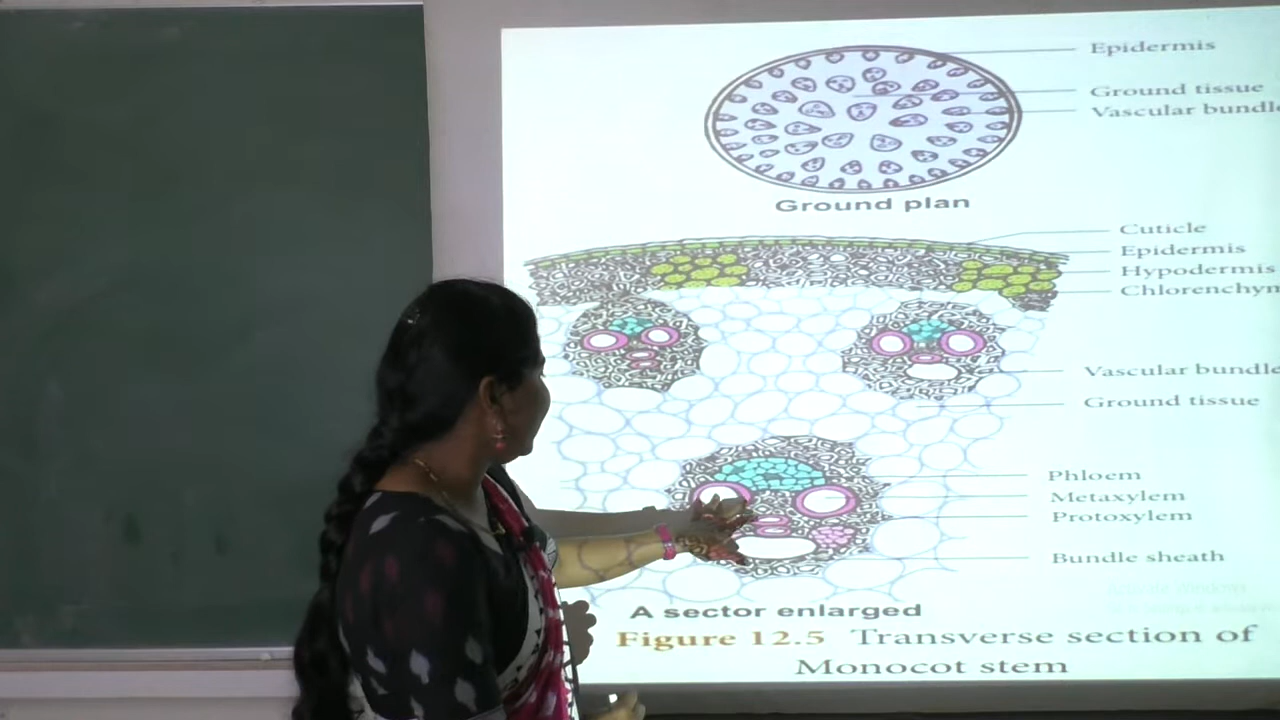 Epidermis
Ground tissue
Vascular bundle
Ground plan
Cuticle
Epidermis
Hypodermis
Chlorenchym
Vascular bundle
Ground tissue
Phloem
Metaxylem
Protoxylem
Bundle sheath
A sector enlarged
Figure 12.5 Transverse section of
Monocot stem